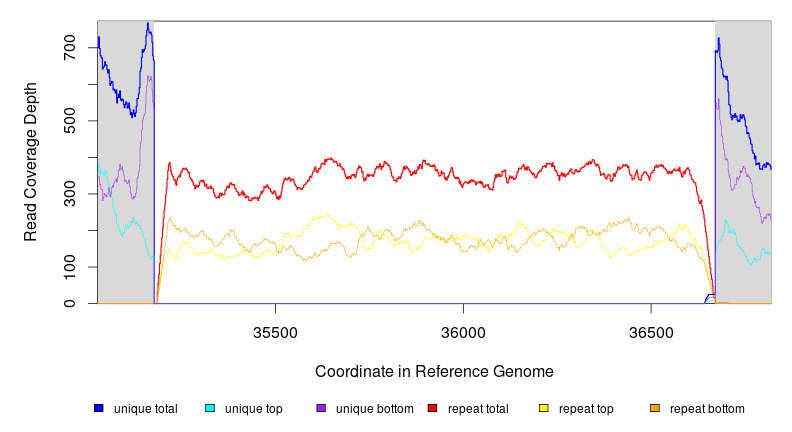 700
500
300
100
0
Read Coverage Depth
35500 36000 36500
Coordinate in Reference Genome
unique total unique top unique bottom repeat total repeat top repeat bottom